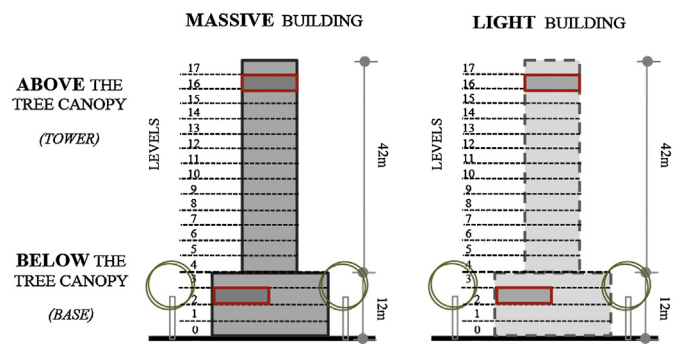 MASSIVE BUILDING
LIGHT BUILDING
ABOVE THE
TREE CANOPY
(TOWER)
BELOW THE
TREE CANOPY
(BASE)
LEVELS
17
16
15
14
13
12
11
10
9
8
7
6
5
4
3
2
1
0
42m
12m
LEVELS
17
16
15
14
13
12
11
10
9
8
7
6
5
4
3
2
1
0
42m
12m